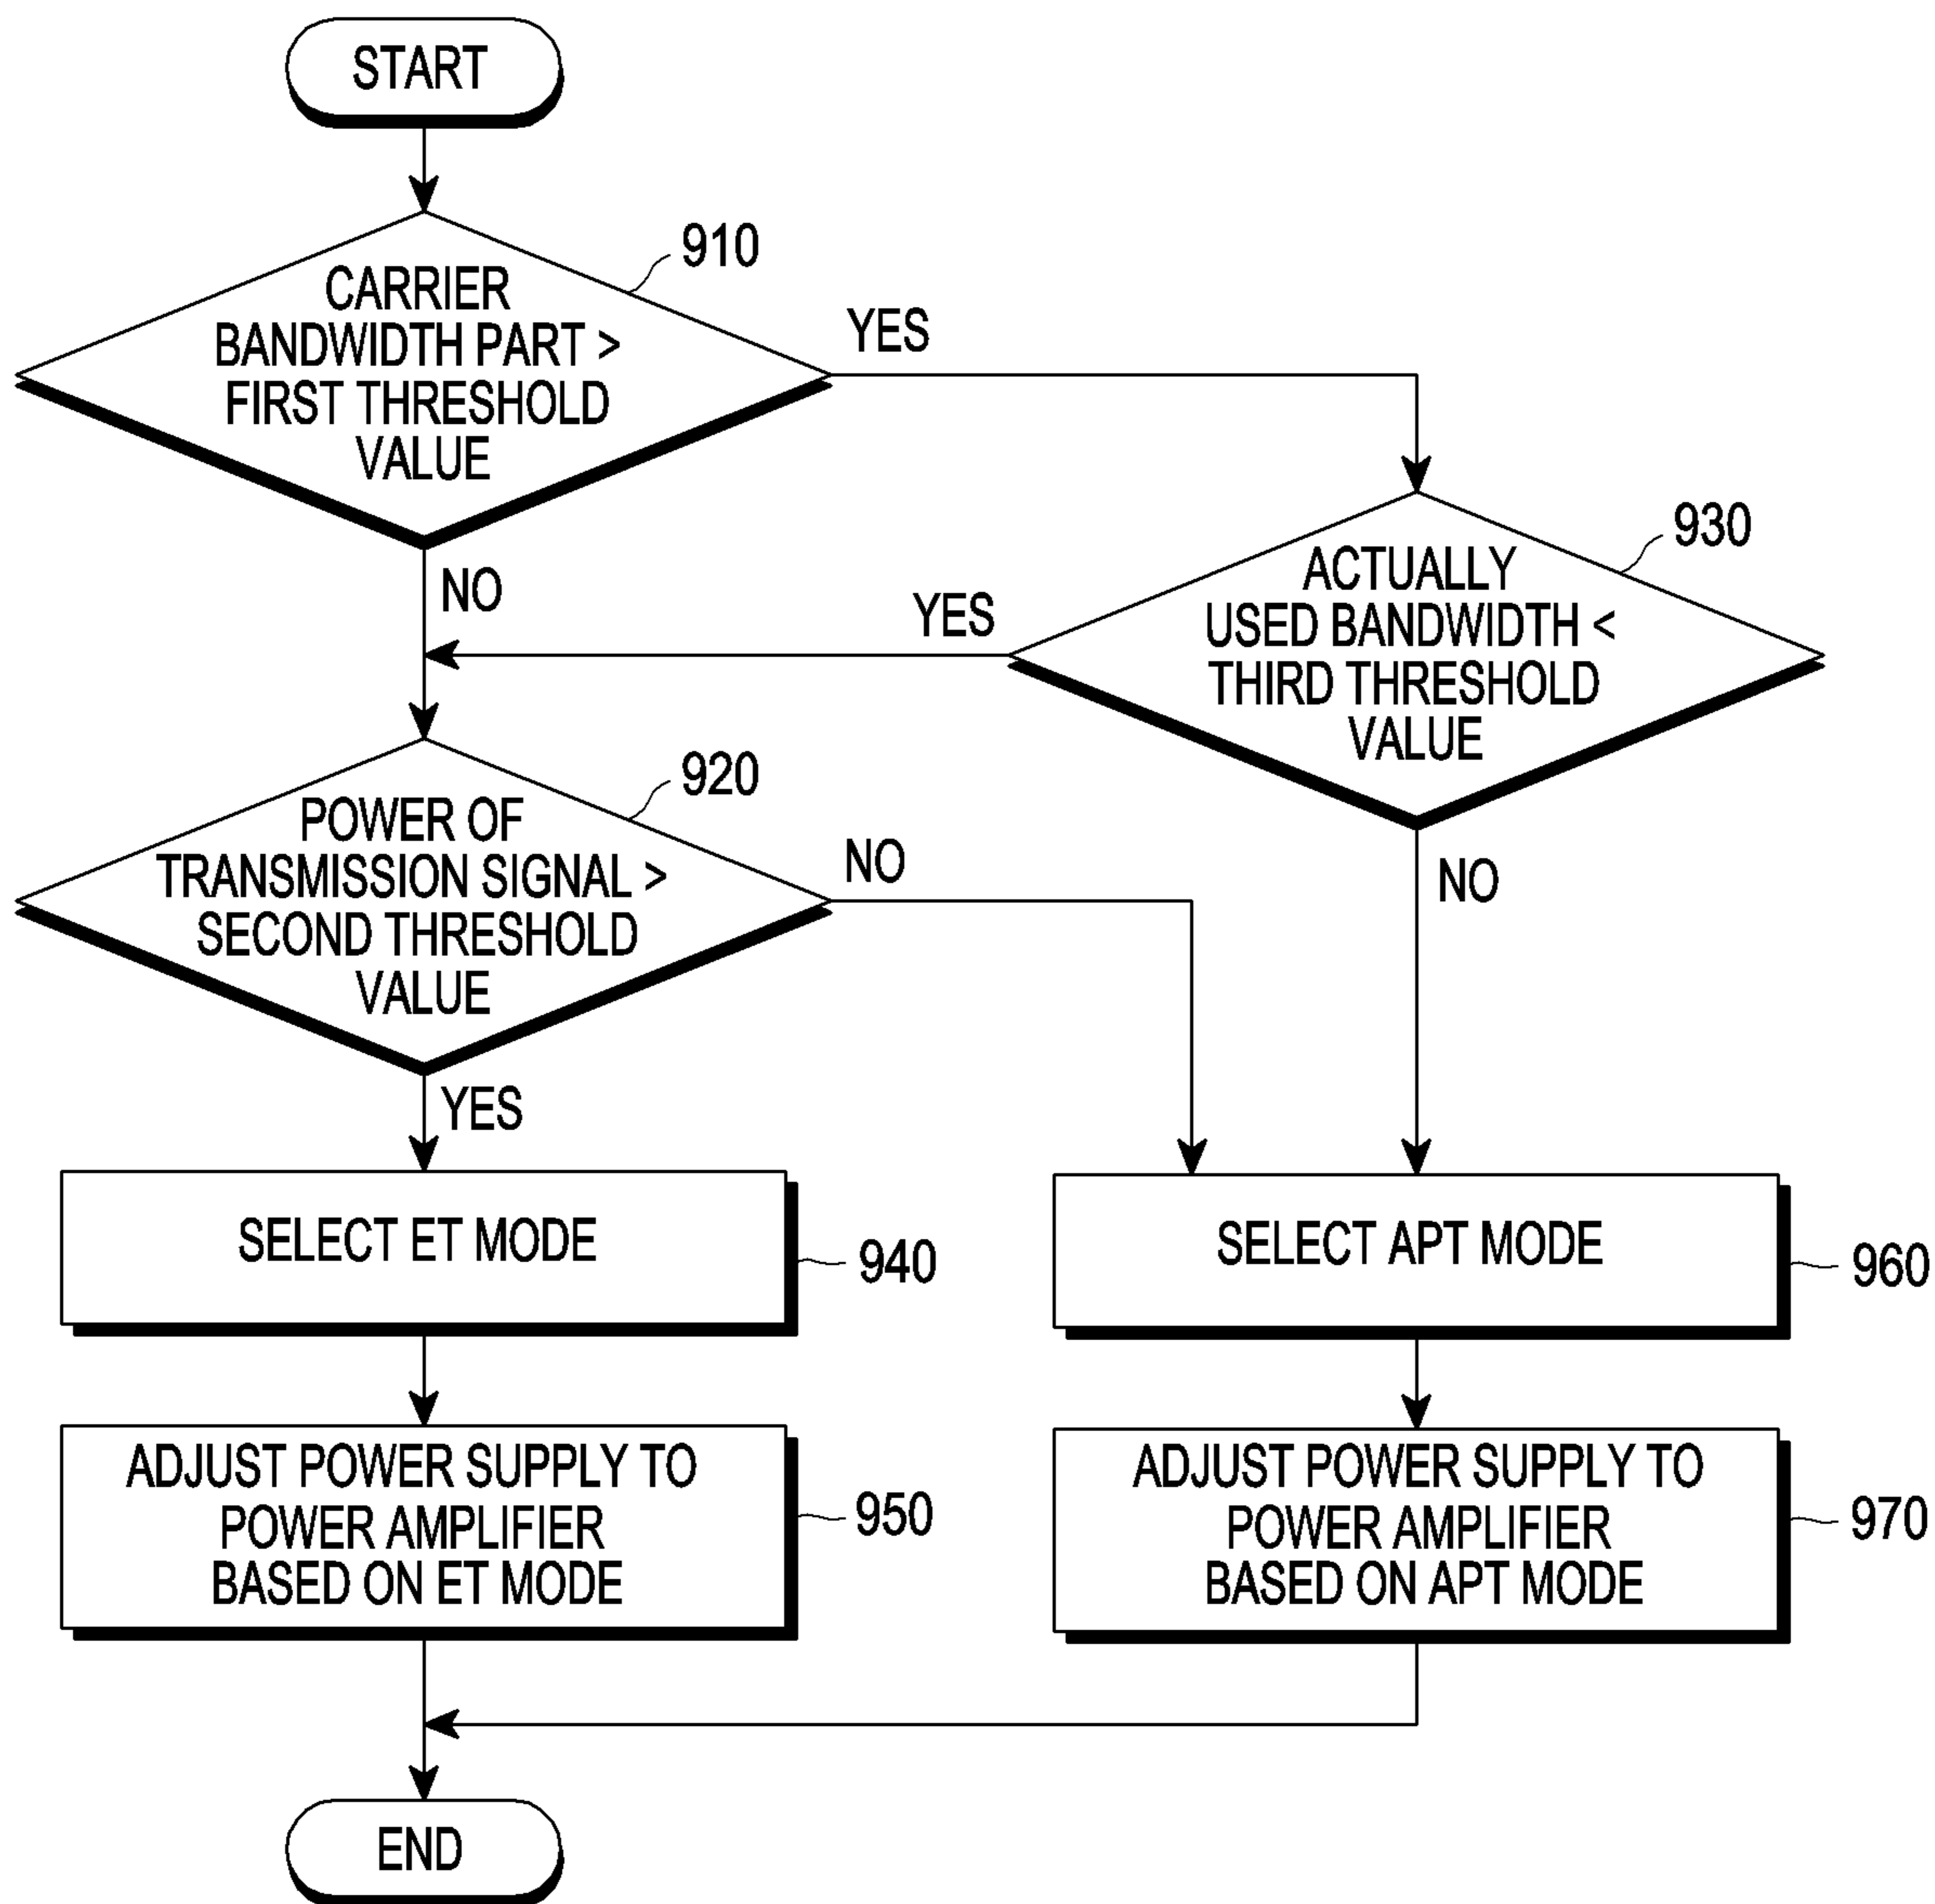 START
910
CARRIER
BANDWIDTH PART >
FIRST THRESHOLD
VALUE
YES
NO
930
ACTUALLY
USED BANDWIDTH <
THIRD THRESHOLD
VALUE
YES
NO
920
POWER OF
TRANSMISSION SIGNAL >
SECOND THRESHOLD
VALUE
NO
YES
SELECT ET MODE
940
SELECT APT MODE
960
ADJUST POWER SUPPLY TO
POWER AMPLIFIER
BASED ON ET MODE
950
ADJUST POWER SUPPLY TO
POWER AMPLIFIER
BASED ON APT MODE
970
END